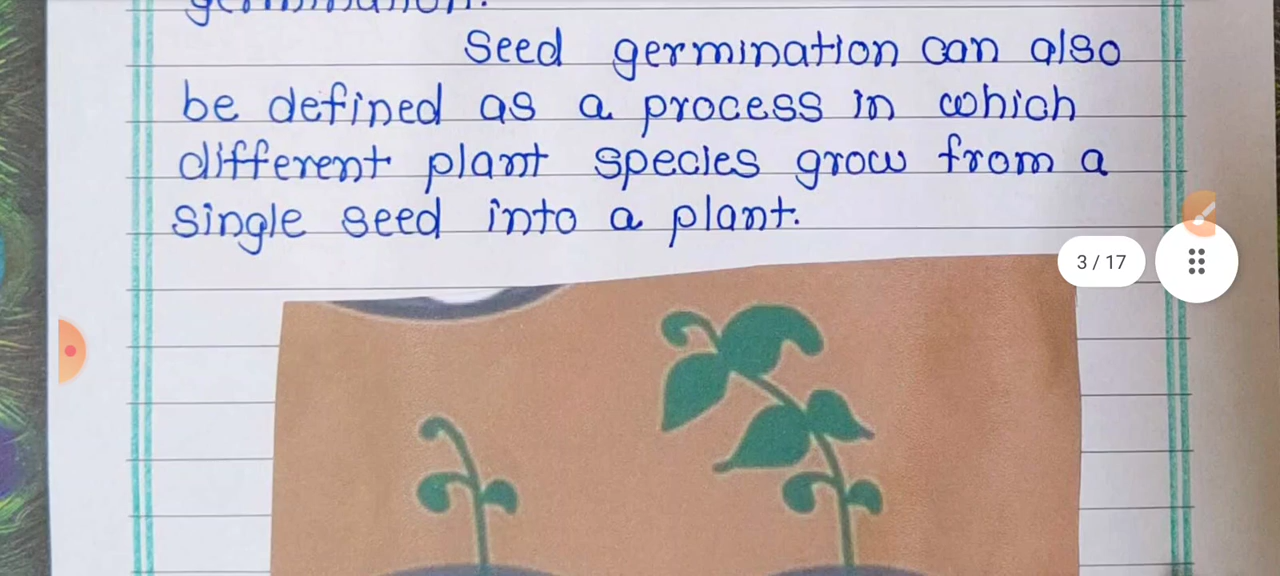 germination.
Seed germination can also
be defined as a process in which
different plant species grow from a
single seed into a plant.
3 / 17